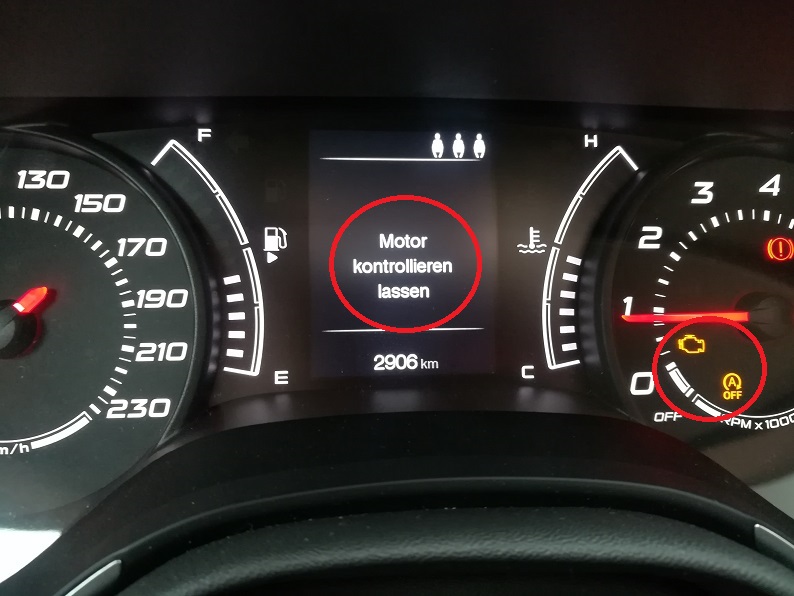 F
130
150
170
190
210
230
m/h
E
Motor
kontrollieren
lassen
2906 km
H
C
4
3
2
1
0
OFF
A
OFF
RPM x 1000